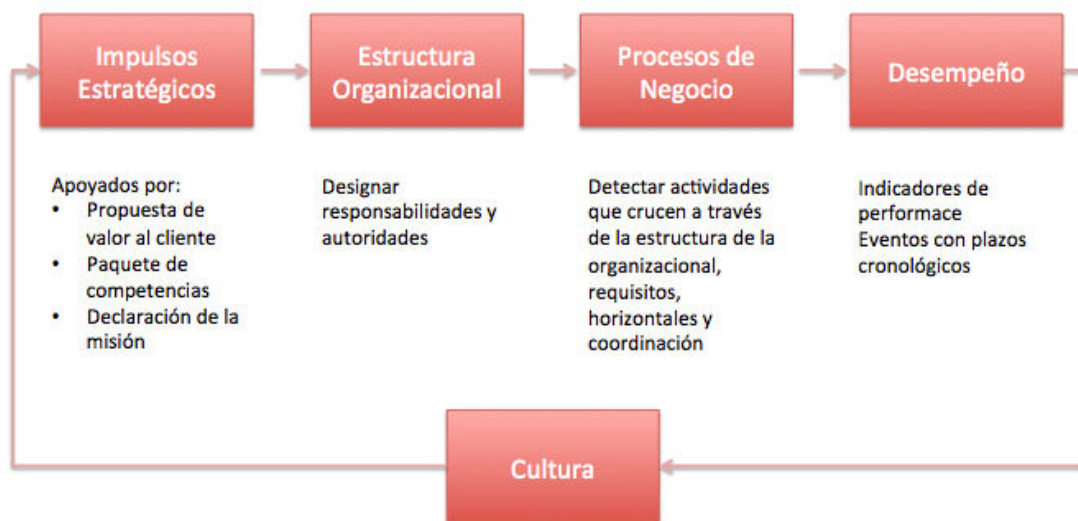 Impulsos
Estratégicos
Estructura
Organizacional
Procesos de
Negocio
Desempeño
Apoyados por:
• Propuesta de
valor al cliente
• Paquete de
competencias
• Declaración de la
misión
Designar
responsabilidades y
autoridades
Detectar actividades
que crucen a través
de la estructura de la
organizacional,
requisitos,
horizontales y
coordinación
Indicadores de
performace
Eventos con plazos
cronológicos
Cultura